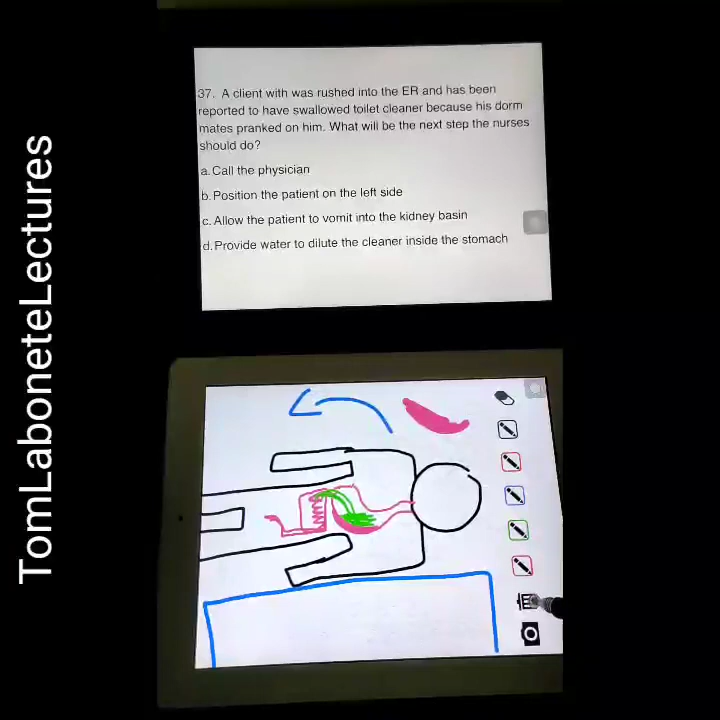 TomLaboneteLectures
37. A client with was rushed into the ER and has been
reported to have swallowed toilet cleaner because his dorm
mates pranked on him. What will be the next step the nurses
should do?
a. Call the physician
b. Position the patient on the left side
c. Allow the patient to vomit into the kidney basin
d. Provide water to dilute the cleaner inside the stomach